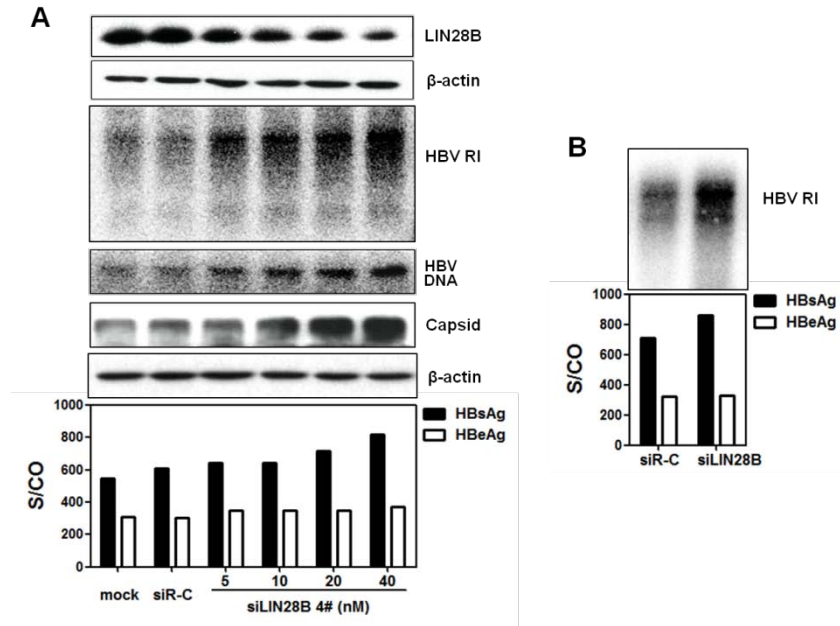 A
LIN28B
β-actin
HBV RI
HBV
DNA
Capsid
β-actin
1000
800
600
400
200
0
S/CO
HBsAg
HBeAg
mock siR-C 5 10 20 40
siLIN28B 4# (nM)
B
HBV RI
1000
800
600
400
200
0
S/CO
HBsAg
HBeAg
siR-C siLIN28B